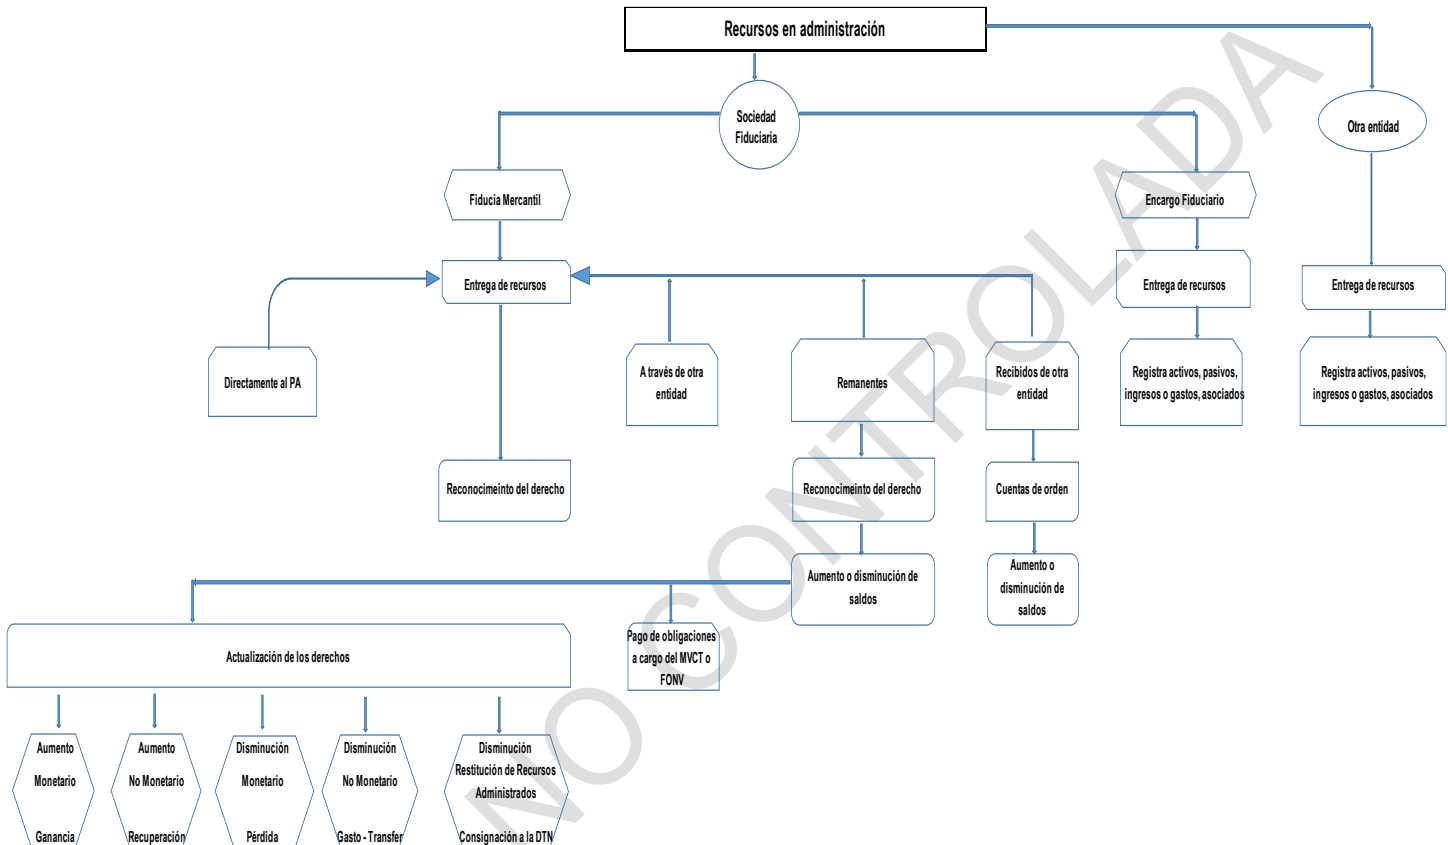 Recursos en administración
Sociedad
Fiduciaria
Otra entidad
Fiducia Mercantil
Encargo Fiduciario
Entrega de recursos
Entrega de recursos
Entrega de recursos
Directamente al PA
A través de otra
entidad
Remanentes
Recibidos de otra
entidad
Registra activos, pasivos,
ingresos o gastos, asociados
Registra activos, pasivos,
ingresos o gastos, asociados
Reconocimeinto del derecho
Reconocimeinto del derecho
Cuentas de orden
Aumento o disminución de
saldos
Aumento o
disminución de
saldos
Actualización de los derechos
Pago de obligaciones
a cargo del MVCT o
FONV
Aumento
Monetario
Ganancia
Aumento
No Monetario
Recuperación
Disminución
Monetario
Pérdida
Disminución
No Monetario
Gasto - Transfer
Disminución
Restitución de Recursos
Administrados
Consignación a la DTN
NO CONTROLADA